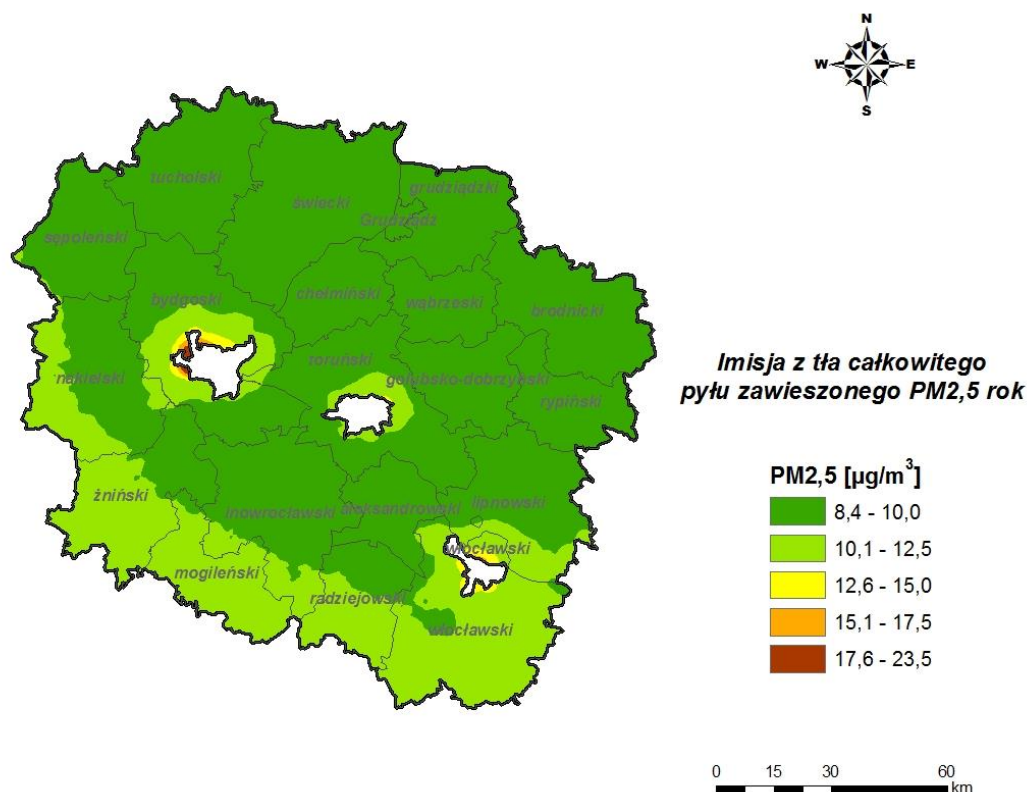 N
W E
S
tucholski
grudziądzki
świecki
Grudziądz
sępoleński
bydgoski
chełmiński
wąbrzeski
brodnicki
toruński
nakielski
golubsko-dobrzyński
rypiński
żniński
inowrocławski
aleksandrowski
lipnowski
włocławski
mogileński
radziejowski
włocławski
Imisja z tła całkowitego
pyłu zawieszonego PM2,5 rok
PM2,5 [µg/m³]
8,4 - 10,0
10,1 - 12,5
12,6 - 15,0
15,1 - 17,5
17,6 - 23,5
0 15 30 60
km